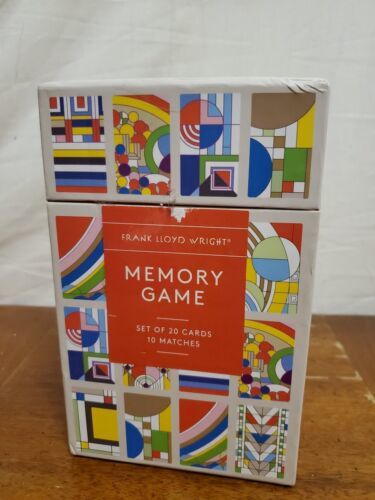 FRANK LLOYD WRIGHT®
MEMORY
GAME
SET OF 20 CARDS
10 MATCHES